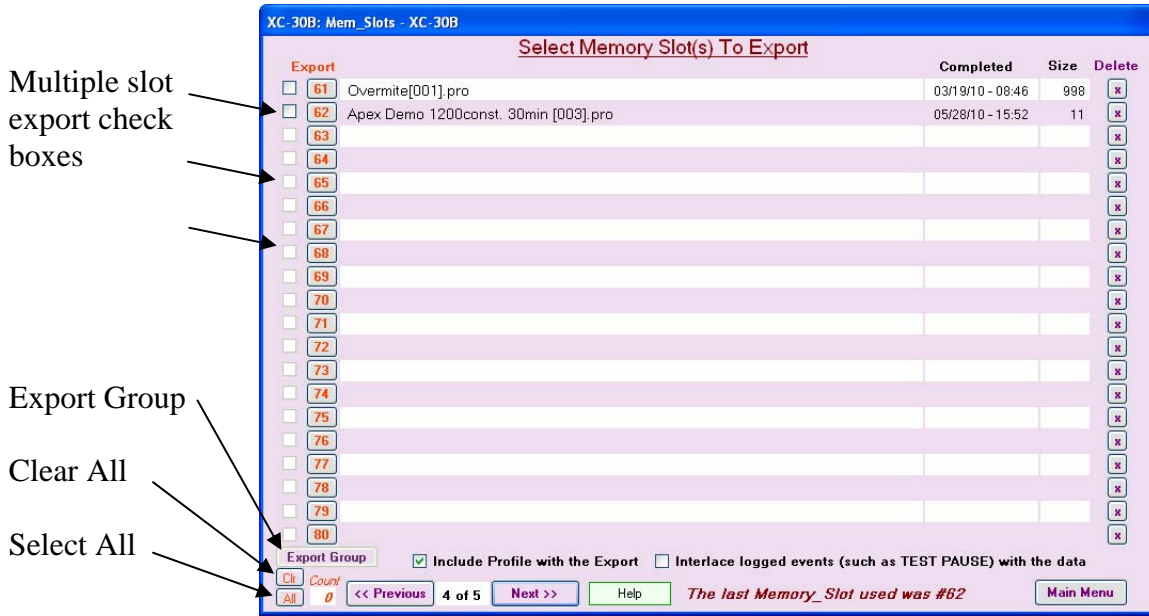 XC-30B: Mem_Slots - XC-30B
Select Memory Slot(s) To Export
Export Completed Size Delete
61 Overmite[001].pro 03/19/10 - 08:46 998 x
62 Apex Demo 1200const. 30min [003].pro 05/28/10 - 15:52 11 x
63 x
64 x
65 x
66 x
67 x
68 x
69 x
70 x
71 x
72 x
73 x
74 x
75 x
76 x
77 x
78 x
79 x
80 x
Export Group Include Profile with the Export Interlace logged events (such as TEST PAUSE) with the data
Clr Count
All 0 << Previous 4 of 5 Next >> Help The last Memory_Slot used was #62 Main Menu
Multiple slot
export check
boxes
Export Group
Clear All
Select All